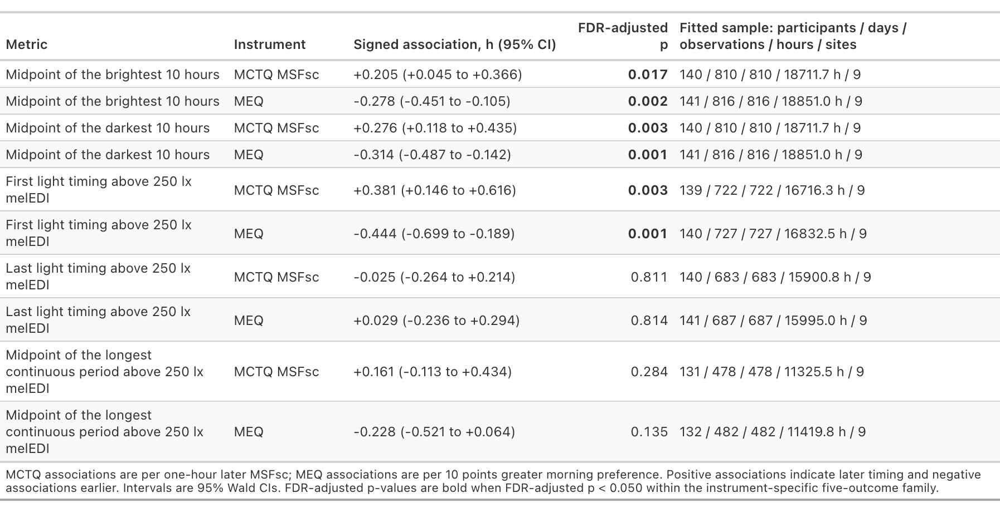 FDR-adjusted Fitted sample: participants / days /
Metric Instrument Signed association, h (95% CI) p observations / hours / sites
Midpoint of the brightest 10 hours MCTQ MSFsc +0.205 (+0.045 to +0.366) 0.017 140 / 810 / 810 / 18711.7 h / 9
Midpoint of the brightest 10 hours MEQ -0.278 (-0.451 to -0.105) 0.002 141 / 816 / 816 / 18851.0 h / 9
Midpoint of the darkest 10 hours MCTQ MSFsc +0.276 (+0.118 to +0.435) 0.003 140 / 810 / 810 / 18711.7 h / 9
Midpoint of the darkest 10 hours MEQ -0.314 (-0.487 to -0.142) 0.001 141 / 816 / 816 / 18851.0 h / 9
First light timing above 250 lx
melEDI MCTQ MSFsc +0.381 (+0.146 to +0.616) 0.003 139 / 722 / 722 / 16716.3 h / 9
First light timing above 250 lx
melEDI MEQ -0.444 (-0.699 to -0.189) 0.001 140 / 727 / 727 / 16832.5 h / 9
Last light timing above 250 lx
melEDI MCTQ MSFsc -0.025 (-0.264 to +0.214) 0.811 140 / 683 / 683 / 15900.8 h / 9
Last light timing above 250 lx
melEDI MEQ +0.029 (-0.236 to +0.294) 0.814 141 / 687 / 687 / 15995.0 h / 9
Midpoint of the longest
continuous period above 250 lx MCTQ MSFsc +0.161 (-0.113 to +0.434) 0.284 131 / 478 / 478 / 11325.5 h / 9
melEDI
Midpoint of the longest
continuous period above 250 lx MEQ -0.228 (-0.521 to +0.064) 0.135 132 / 482 / 482 / 11419.8 h / 9
melEDI
MCTQ associations are per one-hour later MSFsc; MEQ associations are per 10 points greater morning preference. Positive associations indicate later timing and negative
associations earlier. Intervals are 95% Wald CIs. FDR-adjusted p-values are bold when FDR-adjusted p < 0.050 within the instrument-specific five-outcome family.